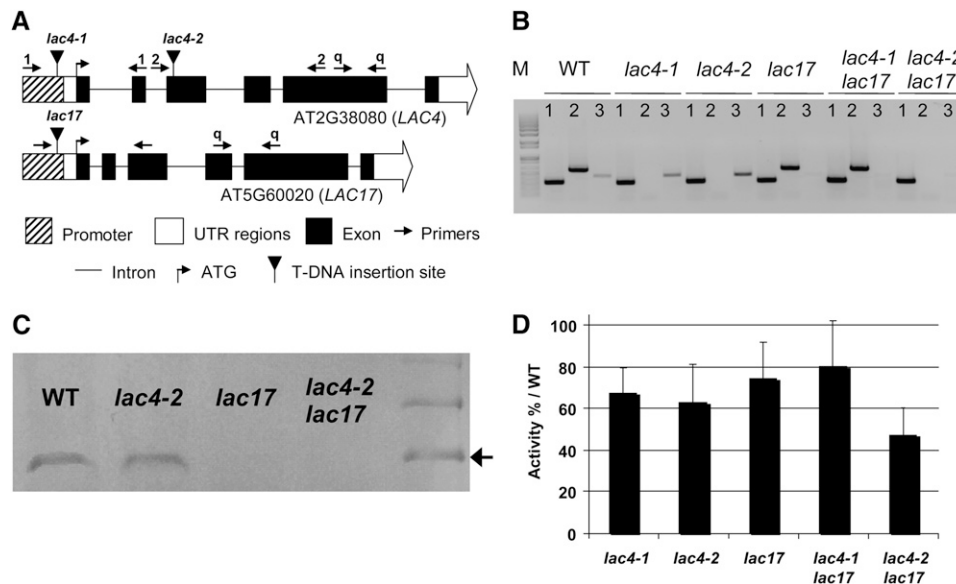 A
lac4-1
lac4-2
1
1 2
2 q q
AT2G38080 (LAC4)
lac17
q q
AT5G60020 (LAC17)
Promoter
UTR regions
Exon
Primers
Intron
ATG
T-DNA insertion site
B
M WT lac4-1 lac4-2 lac17 lac4-1 lac17 lac4-2 lac17
1 2 3 1 2 3 1 2 3 1 2 3 1 2 3 1 2 3
C
WT lac4-2 lac17 lac4-2 lac17
D
Activity % / WT
100
80
60
40
20
0
lac4-1 lac4-2 lac17 lac4-1 lac17 lac4-2 lac17